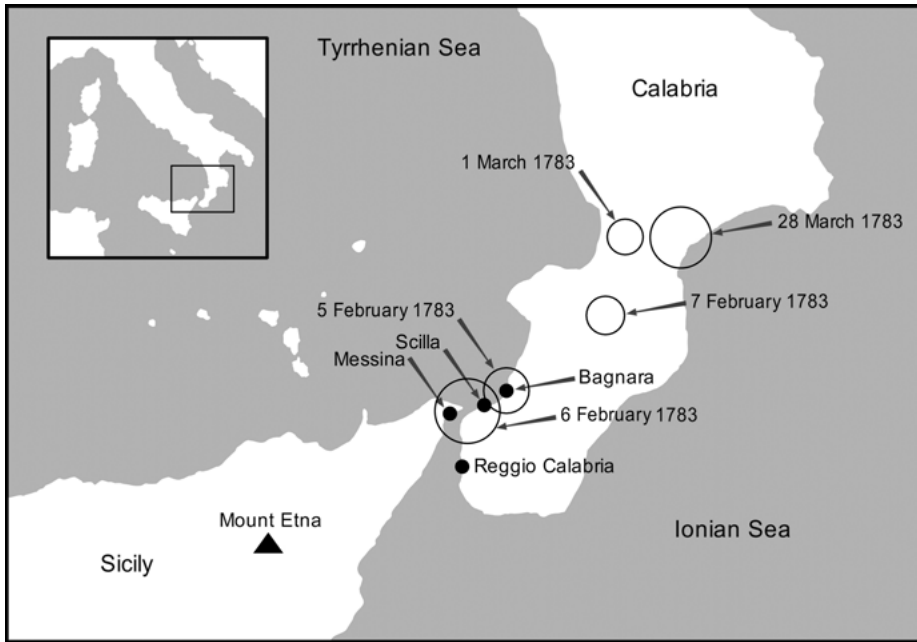 Tyrrhenian Sea
Calabria
1 March 1783
28 March 1783
7 February 1783
5 February 1783
Scilla
Messina
Bagnara
6 February 1783
Reggio Calabria
Mount Etna
Ionian Sea
Sicily